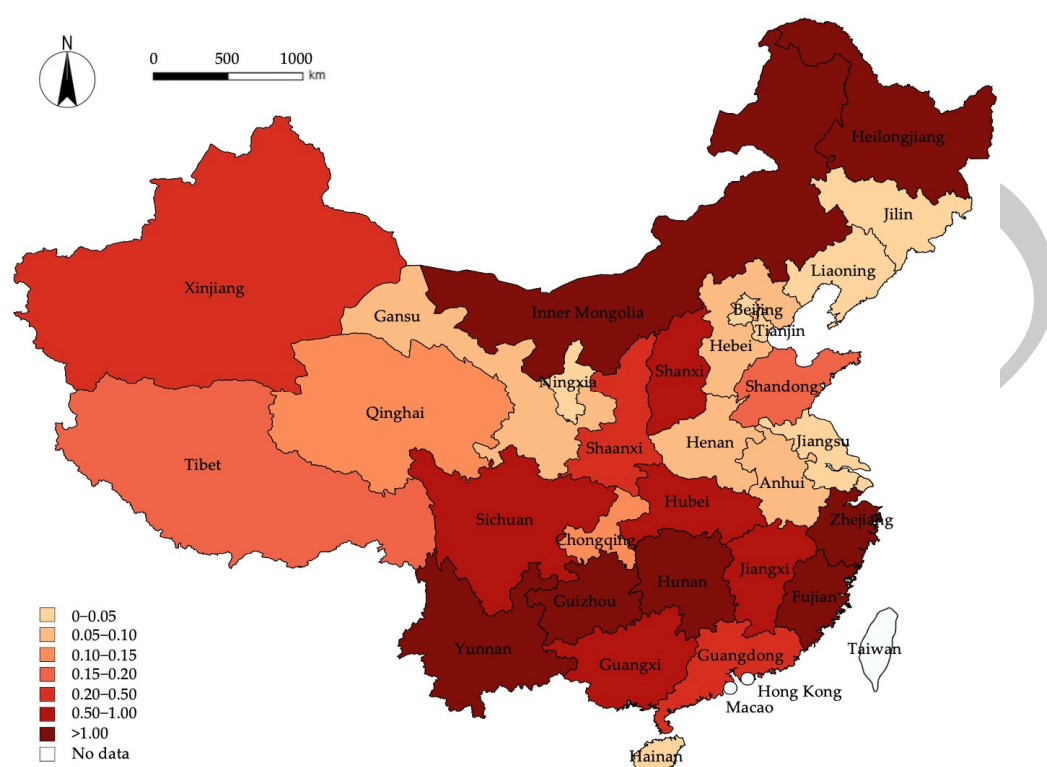 N
0 500 1000
km
Heilongjiang
Jilin
Liaoning
Xinjiang
Gansu
Inner Mongolia
Beijing
Tianjin
Hebei
Ningxia
Shanxi
Shandong
Qinghai
Shaanxi
Henan
Jiangsu
Tibet
Anhui
Sichuan
Hubei
Zhejiang
Chongqing
Hunan
Jiangxi
Guizhou
Fujian
Yunnan
Guangxi
Guangdong
Taiwan
Hong Kong
Macao
Hainan
0–0.05
0.05–0.10
0.10–0.15
0.15–0.20
0.20–0.50
0.50–1.00
>1.00
No data